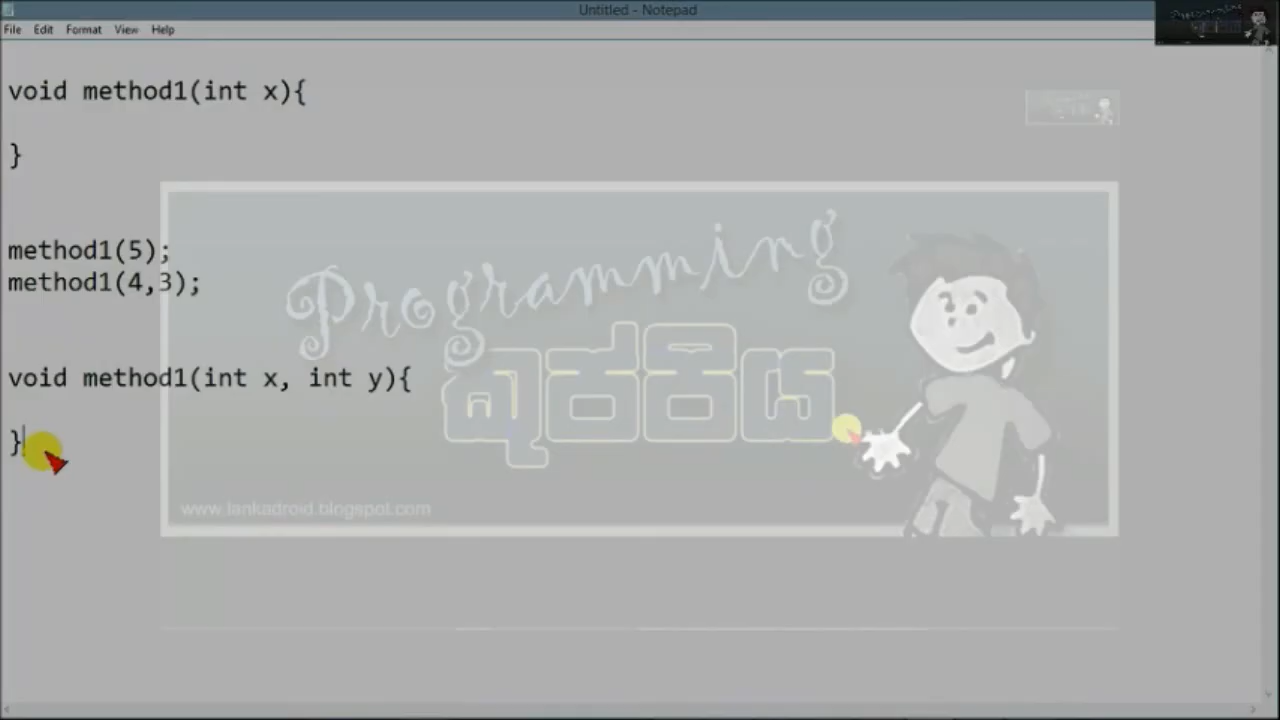 Untitled - Notepad
File Edit Format View Help
void method1(int x){
}
method1(5);
method1(4,3);
void method1(int x, int y){
}
Programming
www.lankadroid.blogspot.com